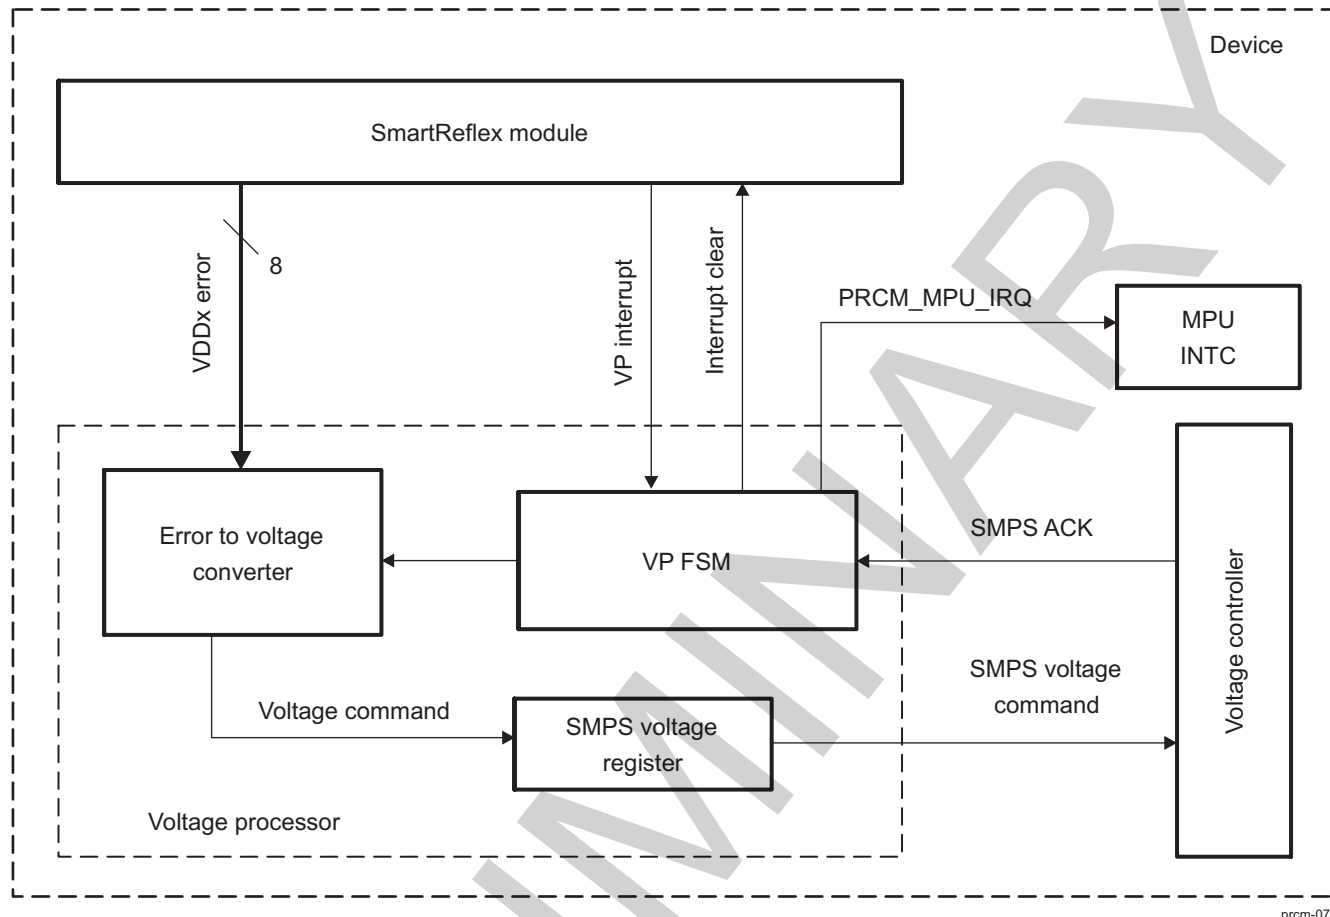 Device
SmartReflex module
VDDx error
8
VP interrupt
Interrupt clear
PRCM_MPU_IRQ
MPU
INTC
Error to voltage
converter
VP FSM
SMPS ACK
Voltage controller
SMPS voltage
command
Voltage command
SMPS voltage
register
Voltage processor
MINARY